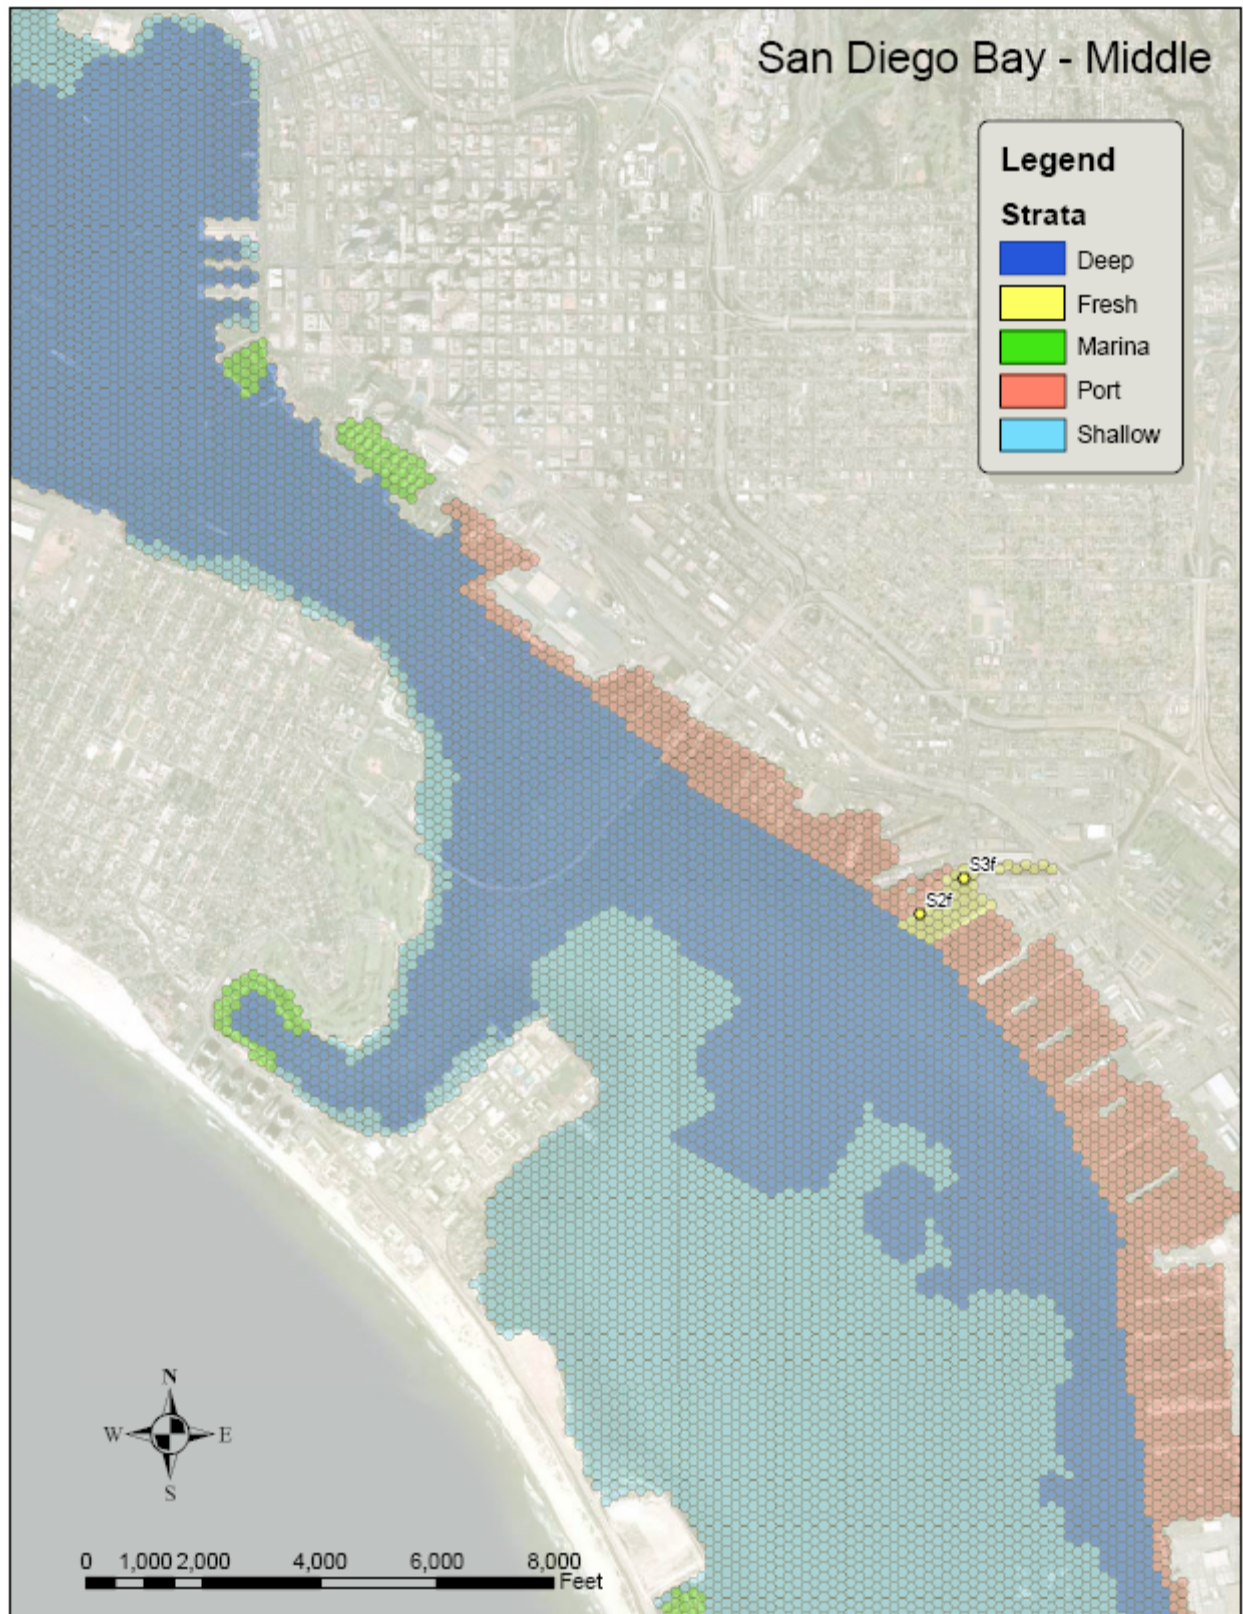 San Diego Bay - Middle
Legend
Strata
Deep
Fresh
Marina
Port
Shallow
S3f
S2f
N
W E
S
0 1,000 2,000 4,000 6,000 8,000
Feet